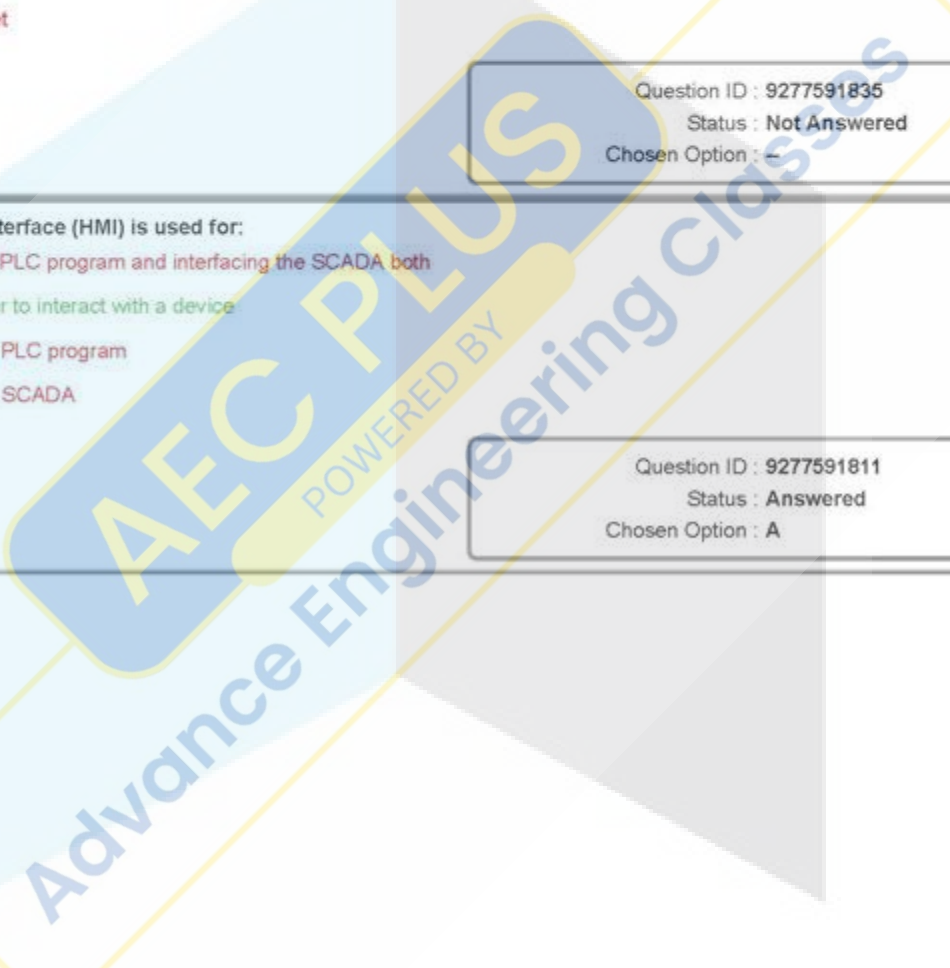 Question ID : 9277591835
Status : Not Answered
Chosen Option : –
(HMI) is used for:
PLC program and interfacing the SCADA both
to interact with a device
PLC program
SCADA
Question ID : 9277591811
Status : Answered
Chosen Option : A
AEC PLUS
POWERED BY
Advance Engineering Classes